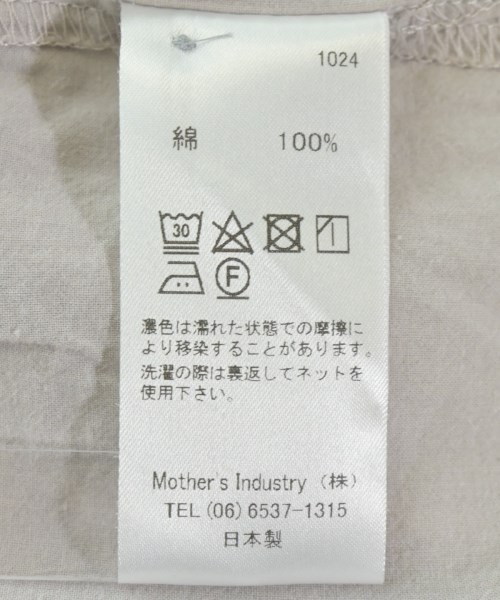 1024
綿 100%
30
F
濃色は濡れた状態での摩擦に
より移染することがあります。
洗濯の際は裏返してネットを
使用下さい。
Mother's Industry (株)
TEL (06) 6537-1315
日本製